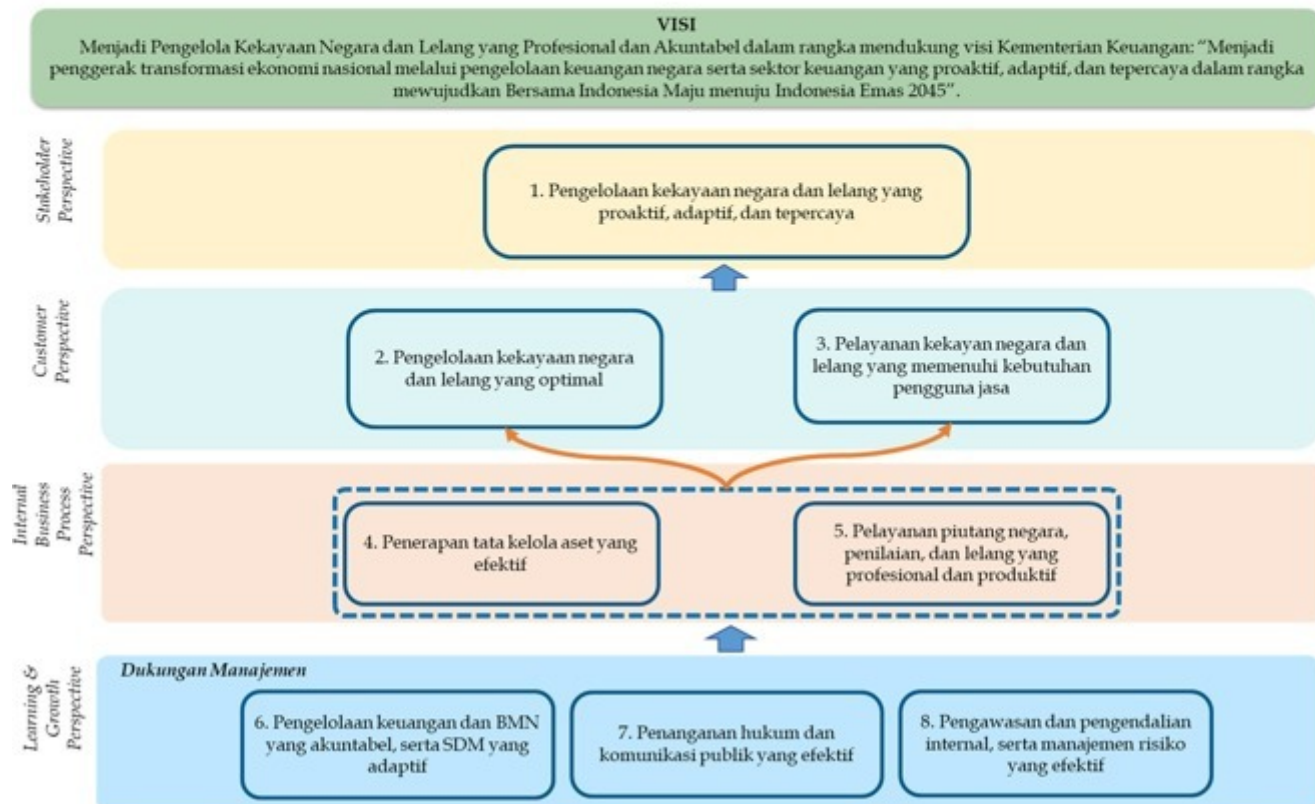 VISI
Menjadi Pengelola Kekayaan Negara dan Lelang yang Profesional dan Akuntabel dalam rangka mendukung visi Kementerian Keuangan: “Menjadi
penggerak transformasi ekonomi nasional melalui pengelolaan keuangan negara serta sektor keuangan yang proaktif, adaptif, dan tepercaya dalam rangka
mewujudkan Bersama Indonesia Maju menuju Indonesia Emas 2045”.
Stakeholder
Perspective
1. Pengelolaan kekayaan negara dan lelang yang
proaktif, adaptif, dan tepercaya
Customer
Perspective
2. Pengelolaan kekayaan negara
dan lelang yang optimal
3. Pelayanan kekayan negara dan
lelang yang memenuhi kebutuhan
pengguna jasa
Internal
Business
Process
Perspective
4. Penerapan tata kelola aset yang
efektif
5. Pelayanan piutang negara,
penilaian, dan lelang yang
profesional dan produktif
Learning &
Growth
Perspective
Dukungan Manajemen
6. Pengelolaan keuangan dan BMN
yang akuntabel, serta SDM yang
adaptif
7. Penanganan hukum dan
komunikasi publik yang efektif
8. Pengawasan dan pengendalian
internal, serta manajemen risiko
yang efektif